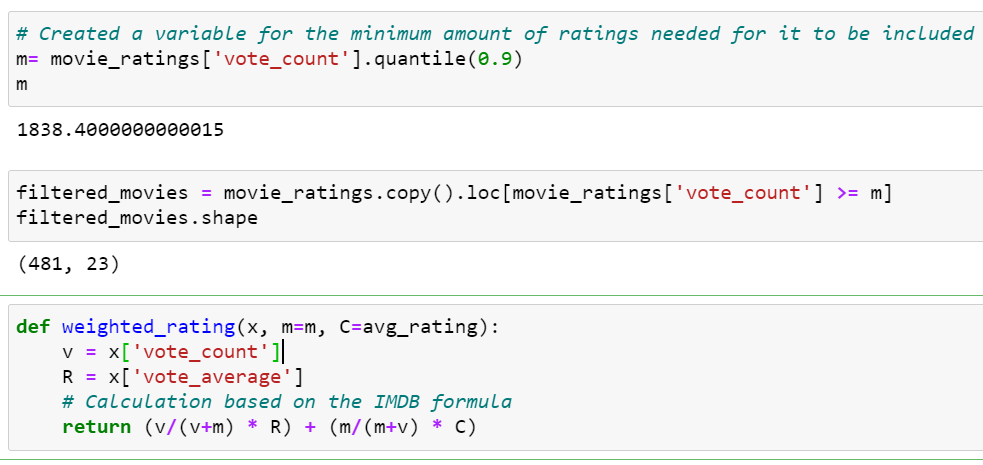 # Created a variable for the minimum amount of ratings needed for it to be included
m= movie_ratings['vote_count'].quantile(0.9)
m
1838.4000000000015
filtered_movies = movie_ratings.copy().loc[movie_ratings['vote_count'] >= m]
filtered_movies.shape
(481, 23)
def weighted_rating(x, m=m, C=avg_rating):
    v = x['vote_count']
    R = x['vote_average']
    # Calculation based on the IMDB formula
    return (v/(v+m) * R) + (m/(m+v) * C)